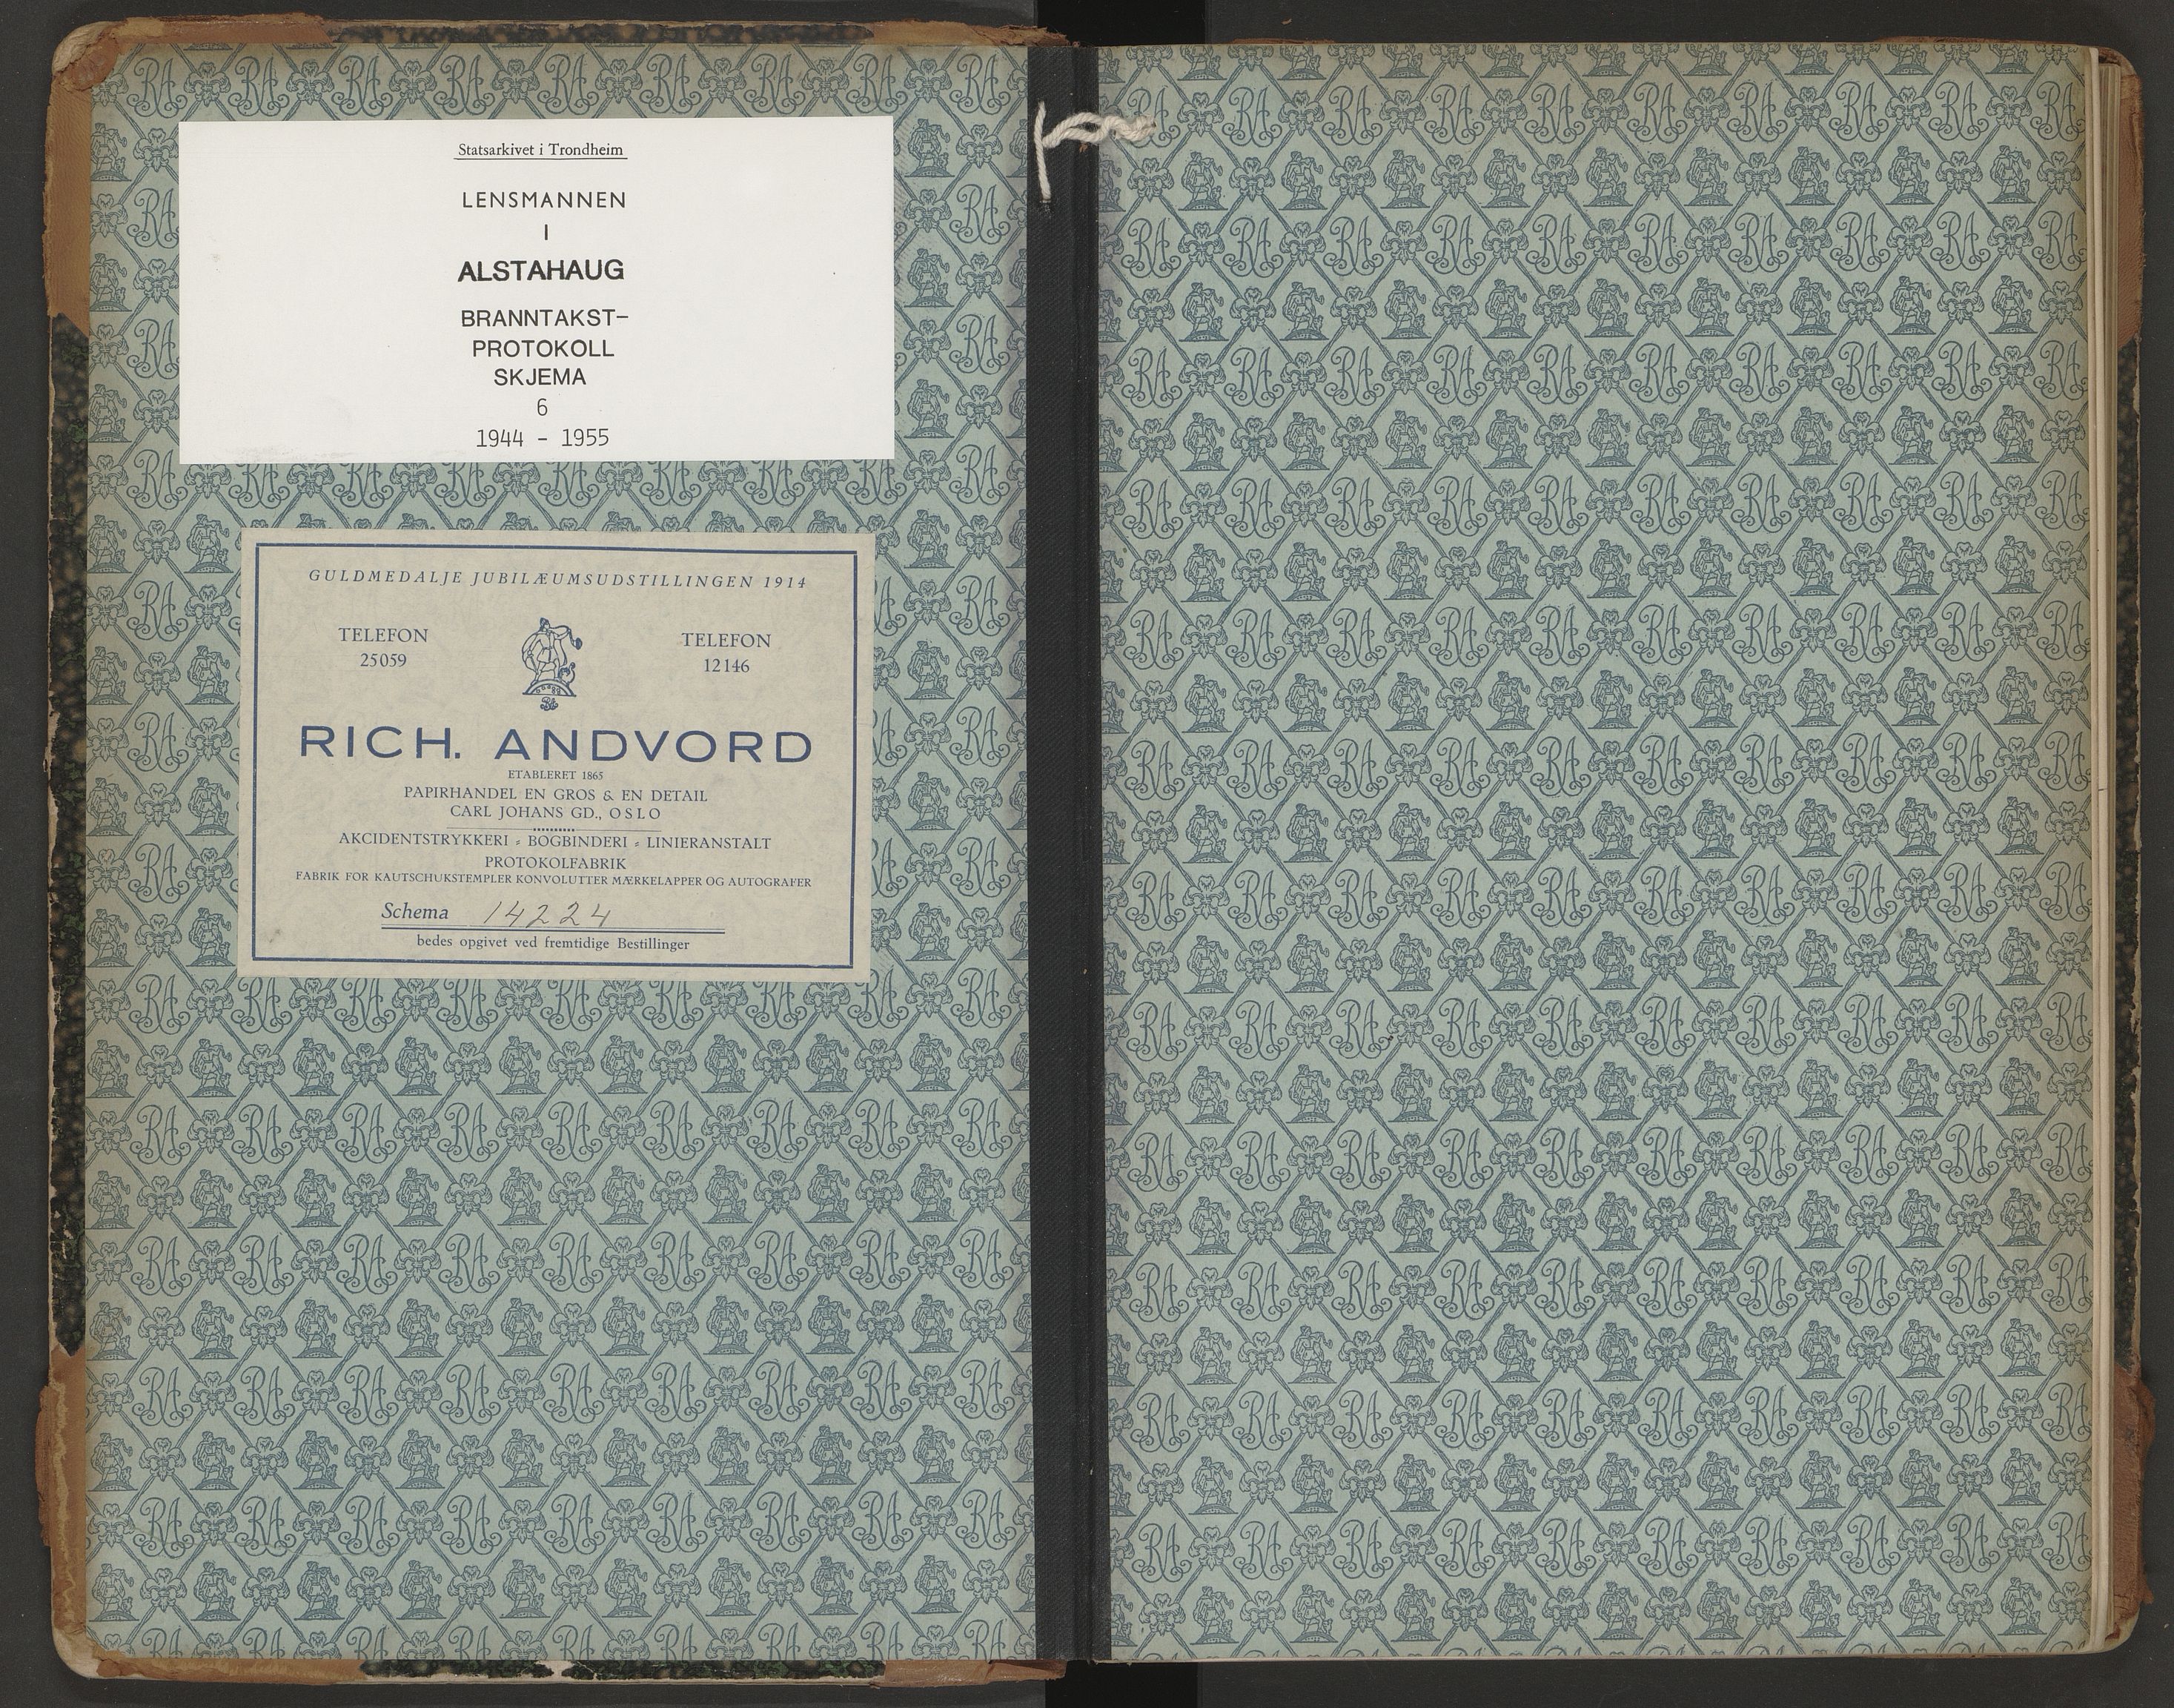 Statsarkivet i Trondheim
LENSMANNEN
I
ALSTAHAUG
BRANNTAKST-
PROTOKOLL
SKJEMA
6
1944 - 1955
GULDMEDALJE JUBILÆUMSUDSTILLINGEN 1914
TELEFON
25059
TELEFON
12146
RICH. ANDVORD
ETABLERET 1865
PAPIRHANDEL EN GROS & EN DETAIL
CARL JOHANS GD., OSLO
AKCIDENTSTRYKKERI - BOGBINDERI - LINIERANSTALT
PROTOKOLFABRIK
FABRIK FOR KAUTSCHUKSTEMPLER KONVOLUTTER MÆRKELAPPER OG AUTOGRAFER
Schema 14224
bedes opgivet ved fremtidige Bestillinger